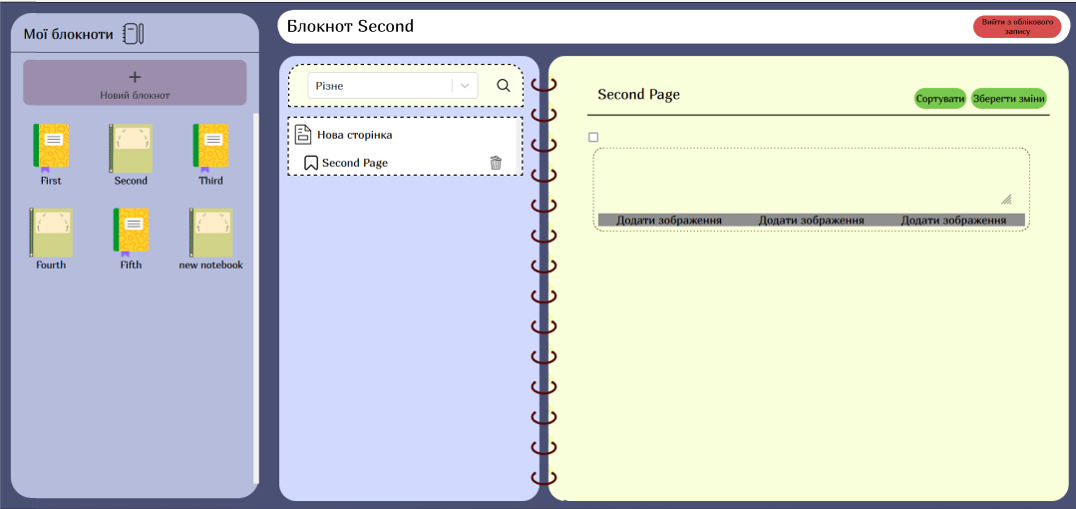 Мої блокноти
Новий блокнот
First
Second
Third
Fourth
Fifth
new notebook
Блокнот Second
Вийти з облікового
запису
Різне
Нова сторінка
Second Page
Second Page
Сортувати
Зберегти зміни
Додати зображення
Додати зображення
Додати зображення